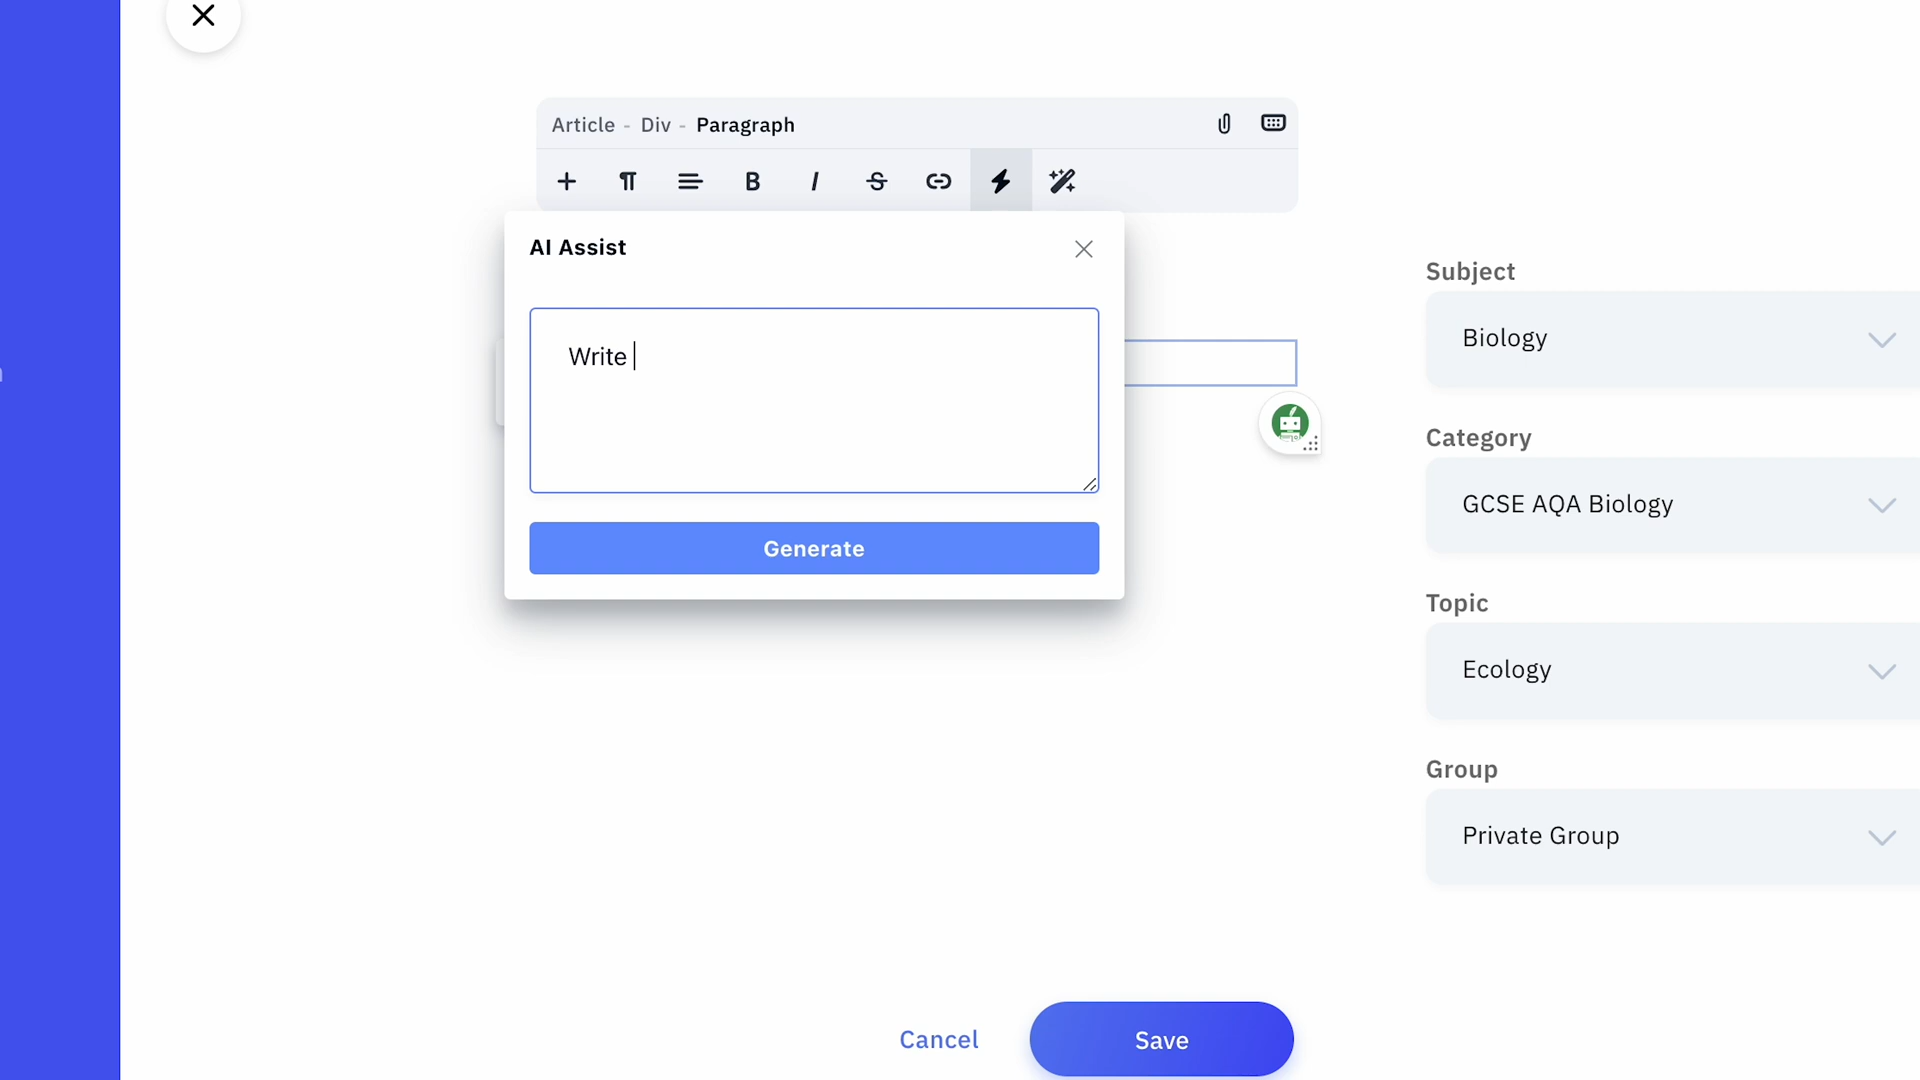 Article - Div - Paragraph
B I S
AI Assist
Write
Generate
Subject
Biology
Category
GCSE AQA Biology
Topic
Ecology
Group
Private Group
Cancel
Save